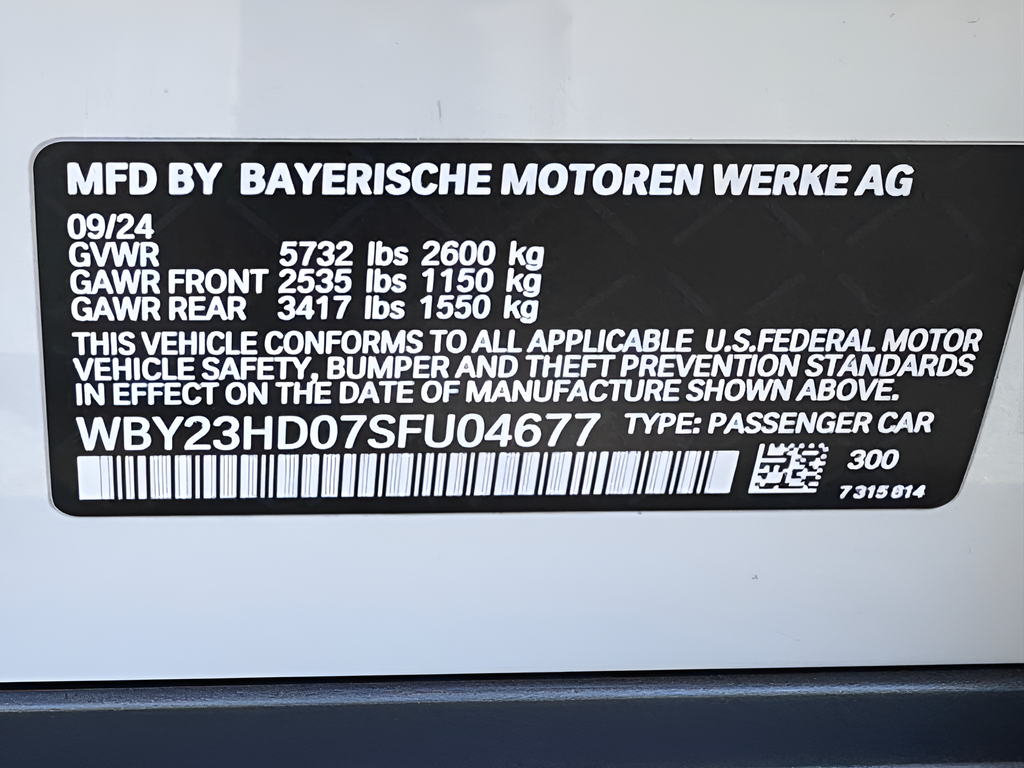 MFD BY BAYERISCHE MOTOREN WERKE AG
09/24
GVWR 5732 lbs 2600 kg
GAWR FRONT 2535 lbs 1150 kg
GAWR REAR 3417 lbs 1550 kg
THIS VEHICLE CONFORMS TO ALL APPLICABLE U.S.FEDERAL MOTOR
VEHICLE SAFETY, BUMPER AND THEFT PREVENTION STANDARDS
IN EFFECT ON THE DATE OF MANUFACTURE SHOWN ABOVE.
WBY23HD07SFU04677 TYPE: PASSENGER CAR
300
7315814